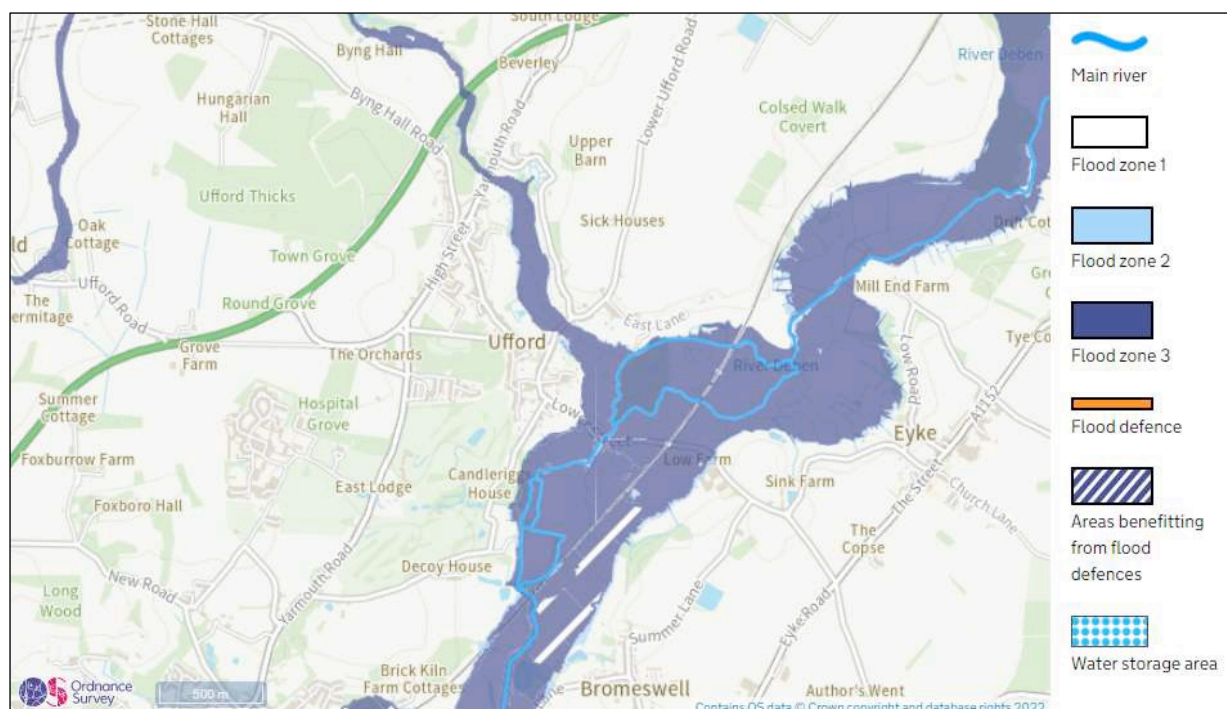 Stone Hall
Cottages
Byng Hall
South Lodge
Beverley
River Deben
Main river
Hungarian
Hall
Byng Hall Road
Yarmouth Road
Lower Ufford Road
Colsed Walk
Covert
Upper
Barn
Flood zone 1
Ufford Thicks
Oak
Cottage
Sick Houses
Town Grove
High Street
Flood zone 2
Ufford Road
The
Round Grove
Mill End Farm
East Lane
Grove
Farm
The Orchards
Ufford
River Deben
Low Road
Flood zone 3
Summer
Cottage
Hospital
Grove
A1152
Eyke
Flood defence
Foxburrow Farm
Low Farm
Candlerigg
House
East Lodge
Sink Farm
The Street
Church Lane
Foxboro Hall
The
Copse
Areas benefitting
from flood
defences
New Road
Decoy House
Long
Wood
Yarmouth Road
Summer Lane
Eyke Road
Brick Kiln
Farm Cottages
Water storage area
Ordnance
Survey
500 m
Bromeswell
Author's Went
Contains OS data © Crown copyright and database rights 2022